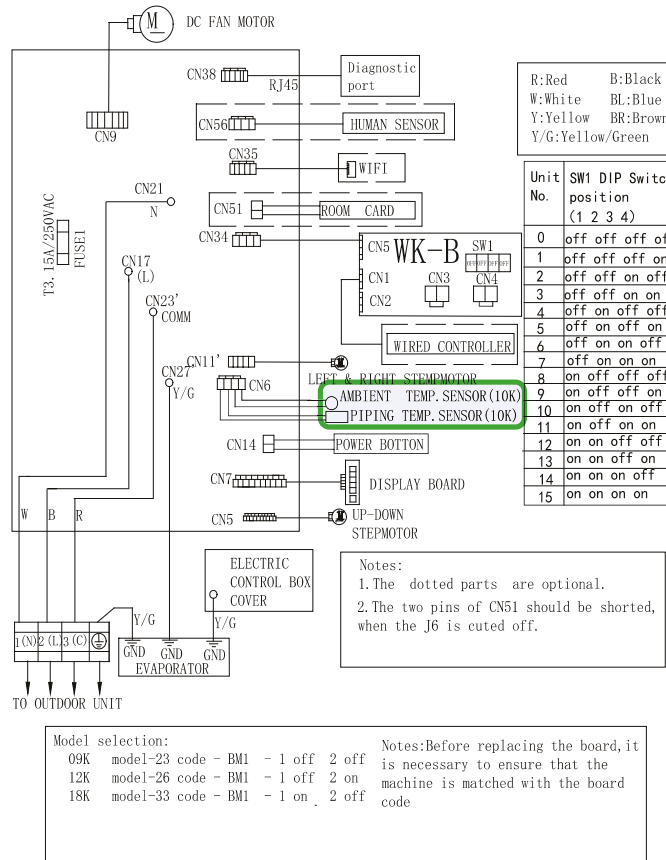 M
DC FAN MOTOR
CN9
CN38
RJ45
Diagnostic
port
CN56
HUMAN SENSOR
CN35
WIFI
CN51
ROOM CARD
CN34
CN5 WK-B SW1
OFF OFF OFF OFF
CN1 CN3 CN4
CN2
WIRED CONTROLLER
CN21
N
T3.15A/250VAC
FUSE1
CN17
(L)
CN23'
COMM
CN27'
Y/G
CN11'
LEFT & RIGHT STEMPMOTOR
CN6
AMBIENT TEMP.SENSOR(10K)
PIPING TEMP.SENSOR(10K)
CN14
POWER BOTTON
CN7
DISPLAY BOARD
CN5
UP-DOWN
STEPMOTOR
R:Red B:Black
W:White BL:Blue
Y:Yellow BR:Brown
Y/G:Yellow/Green
Unit No. SW1 DIP Switc
position
(1 2 3 4)
0 off off off of
1 off off off on
2 off off on off
3 off off on on
4 off on off off
5 off on off on
6 off on on off
7 off on on on
8 on off off off
9 on off off on
10 on off on off
11 on off on on
12 on on off off
13 on on off on
14 on on on off
15 on on on on
W B R
ELECTRIC
CONTROL BOX
COVER
Y/G Y/G
1(N) 2(L) 3(C)
GND GND GND
EVAPORATOR
TO OUTDOOR UNIT
Notes:
1.The dotted parts are optional.
2.The two pins of CN51 should be shorted,
when the J6 is cuted off.
Model selection:
09K model-23 code - BM1 - 1 off 2 off
12K model-26 code - BM1 - 1 off 2 on
18K model-33 code - BM1 - 1 on 2 off
Notes:Before replacing the board,it
is necessary to ensure that the
machine is matched with the board
code